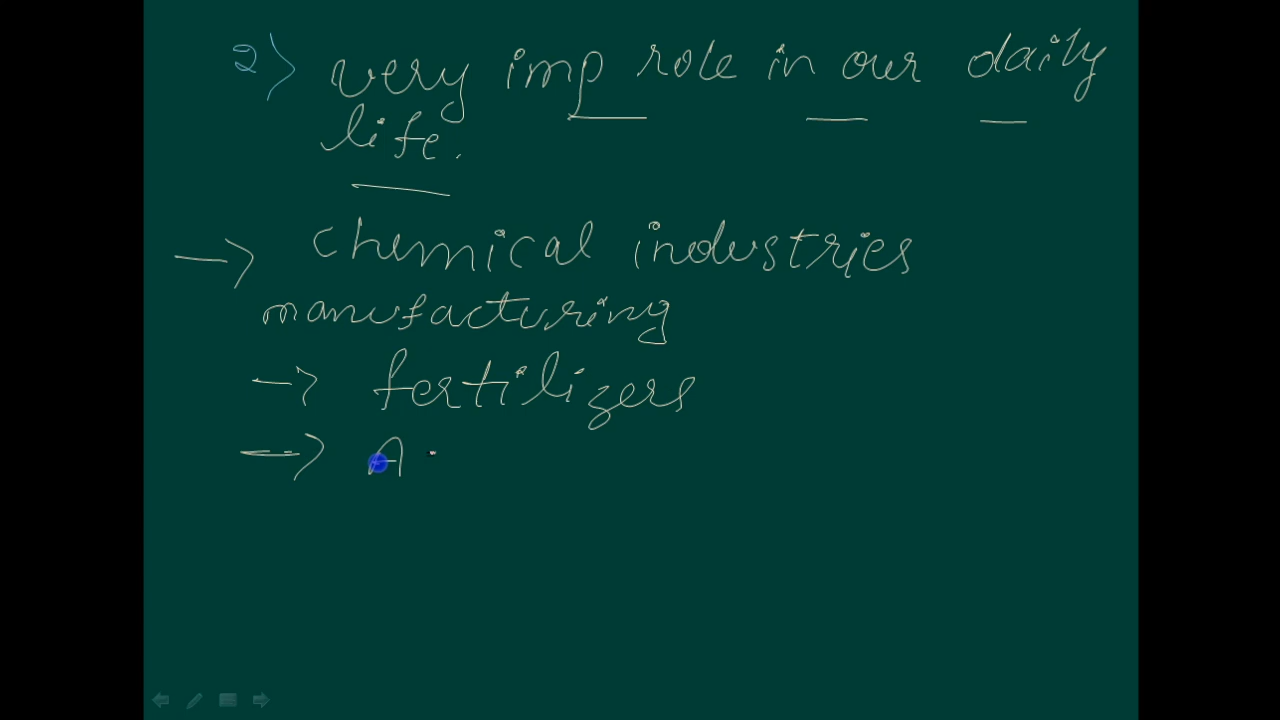 2) very imp role in our daily
life.
→ chemical industries
manufacturing
→ fertilizers
→ A